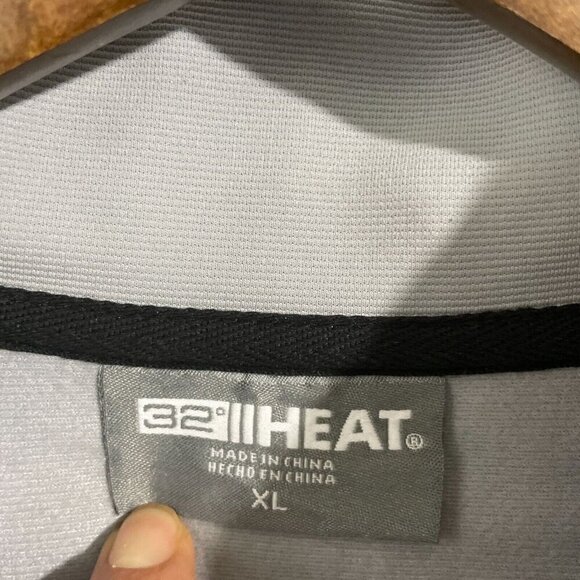 32° HEAT®
MADE IN CHINA
HECHO EN CHINA
XL